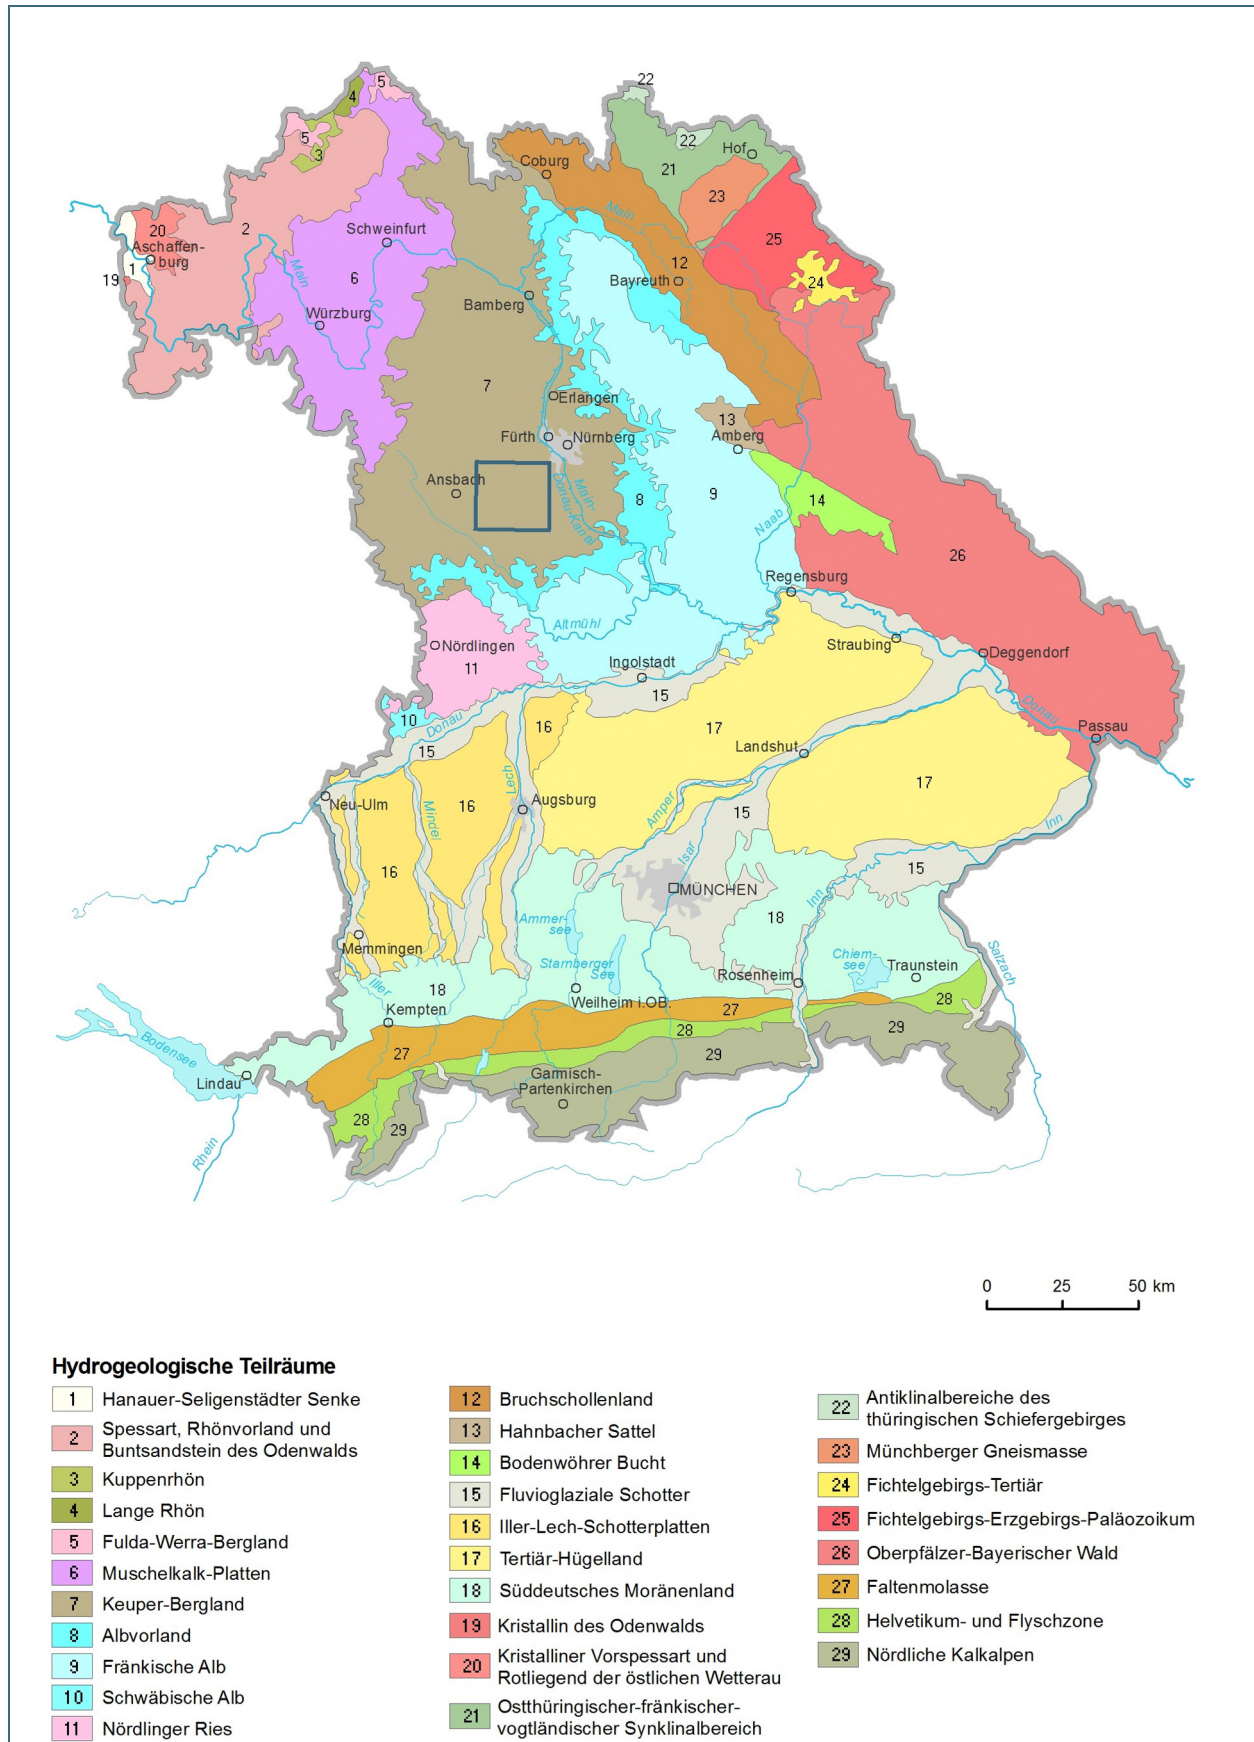 22
5
4
22
5
Hof
3
Coburg
21
23
20
2
Main
Schweinfurt
25
Aschaffen-
burg
1
19
Main
6
12
Bayreuth
24
Bamberg
Würzburg
7
Erlangen
13
Fürth
Nürnberg
Amberg
Ansbach
Main-
Donau-Kanal
8
9
14
Naab
26
Regensburg
Altmühl
Straubing
Nördlingen
11
Ingolstadt
Deggendorf
15
10
Donau
16
17
Donau
Passau
15
Landshut
Lech
17
Neu-Ulm
Mindel
16
Augsburg
Amper
15
Inn
Isar
16
15
MÜNCHEN
Inn
Ammer-
see
18
Memmingen
Starnberger
See
Chiem-
see
Salzach
Rosenheim
Traunstein
Iller
18
Kempten
Weilheim i.OB.
27
28
28
29
Bodensee
27
29
Lindau
Garmisch-
Partenkirchen
28
29
Rhein
0 25 50 km
Hydrogeologische Teilräume
1 Hanauer-Seligenstädter Senke
2 Spessart, Rhönvorland und
Buntsandstein des Odenwalds
3 Kuppenrhön
4 Lange Rhön
5 Fulda-Werra-Bergland
6 Muschelkalk-Platten
7 Keuper-Bergland
8 Albvorland
9 Fränkische Alb
10 Schwäbische Alb
11 Nördlinger Ries
12 Bruchschollenland
13 Hahnbacher Sattel
14 Bodenwöhrer Bucht
15 Fluvioglaziale Schotter
16 Iller-Lech-Schotterplatten
17 Tertiär-Hügelland
18 Süddeutsches Moränenland
19 Kristallin des Odenwalds
20 Kristalliner Vorspessart und
Rotliegend der östlichen Wetterau
21 Ostthüringischer-fränkischer-
vogtländischer Synklinalbereich
22 Antiklinalbereiche des
thüringischen Schiefergebirges
23 Münchberger Gneismasse
24 Fichtelgebirgs-Tertiär
25 Fichtelgebirgs-Erzgebirgs-Paläozoikum
26 Oberpfälzer-Bayerischer Wald
27 Faltenmolasse
28 Helvetikum- und Flyschzone
29 Nördliche Kalkalpen